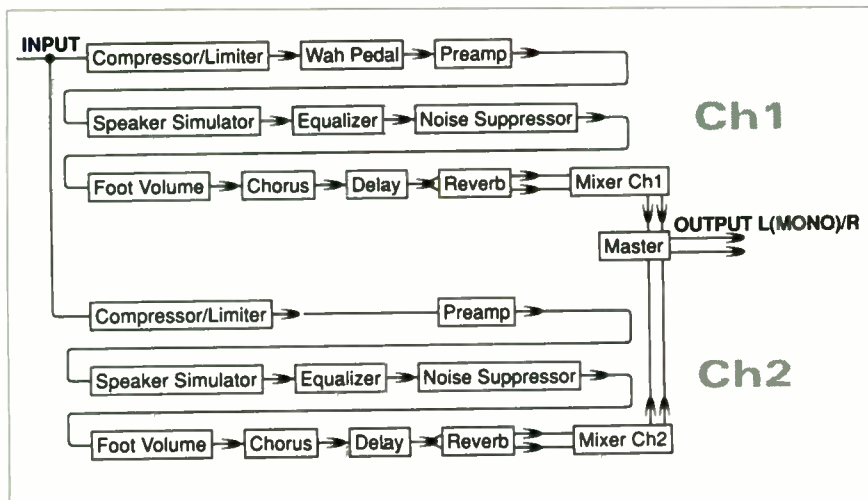 INPUT
Compressor/Limiter Wah Pedal Preamp
Speaker Simulator Equalizer Noise Suppressor
Ch1
Foot Volume Chorus Delay Reverb Mixer Ch1
OUTPUT L(MONO)/R
Master
Compressor/Limiter Preamp
Speaker Simulator Equalizer Noise Suppressor
Ch2
Foot Volume Chorus Delay Reverb Mixer Ch2